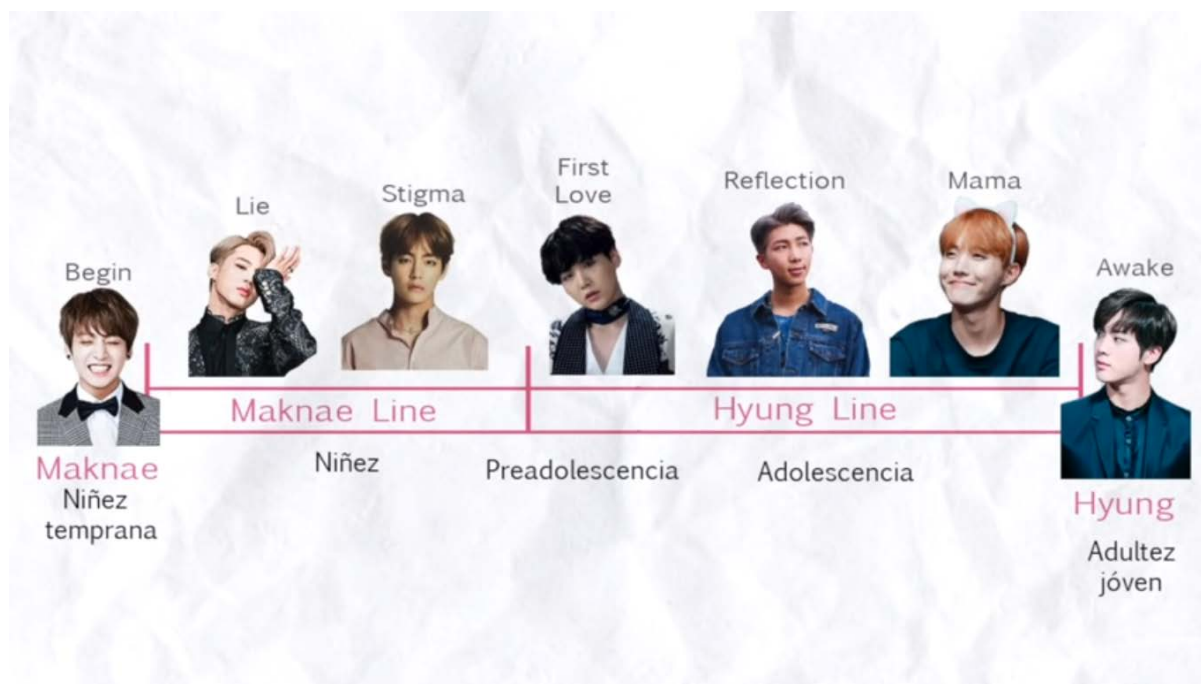 Begin
Lie
Stigma
First
Love
Reflection
Mama
Awake
Maknae Line
Hyung Line
Maknae
Niñez
temprana
Niñez
Preadolescencia
Adolescencia
Hyung
Adultez
jóven